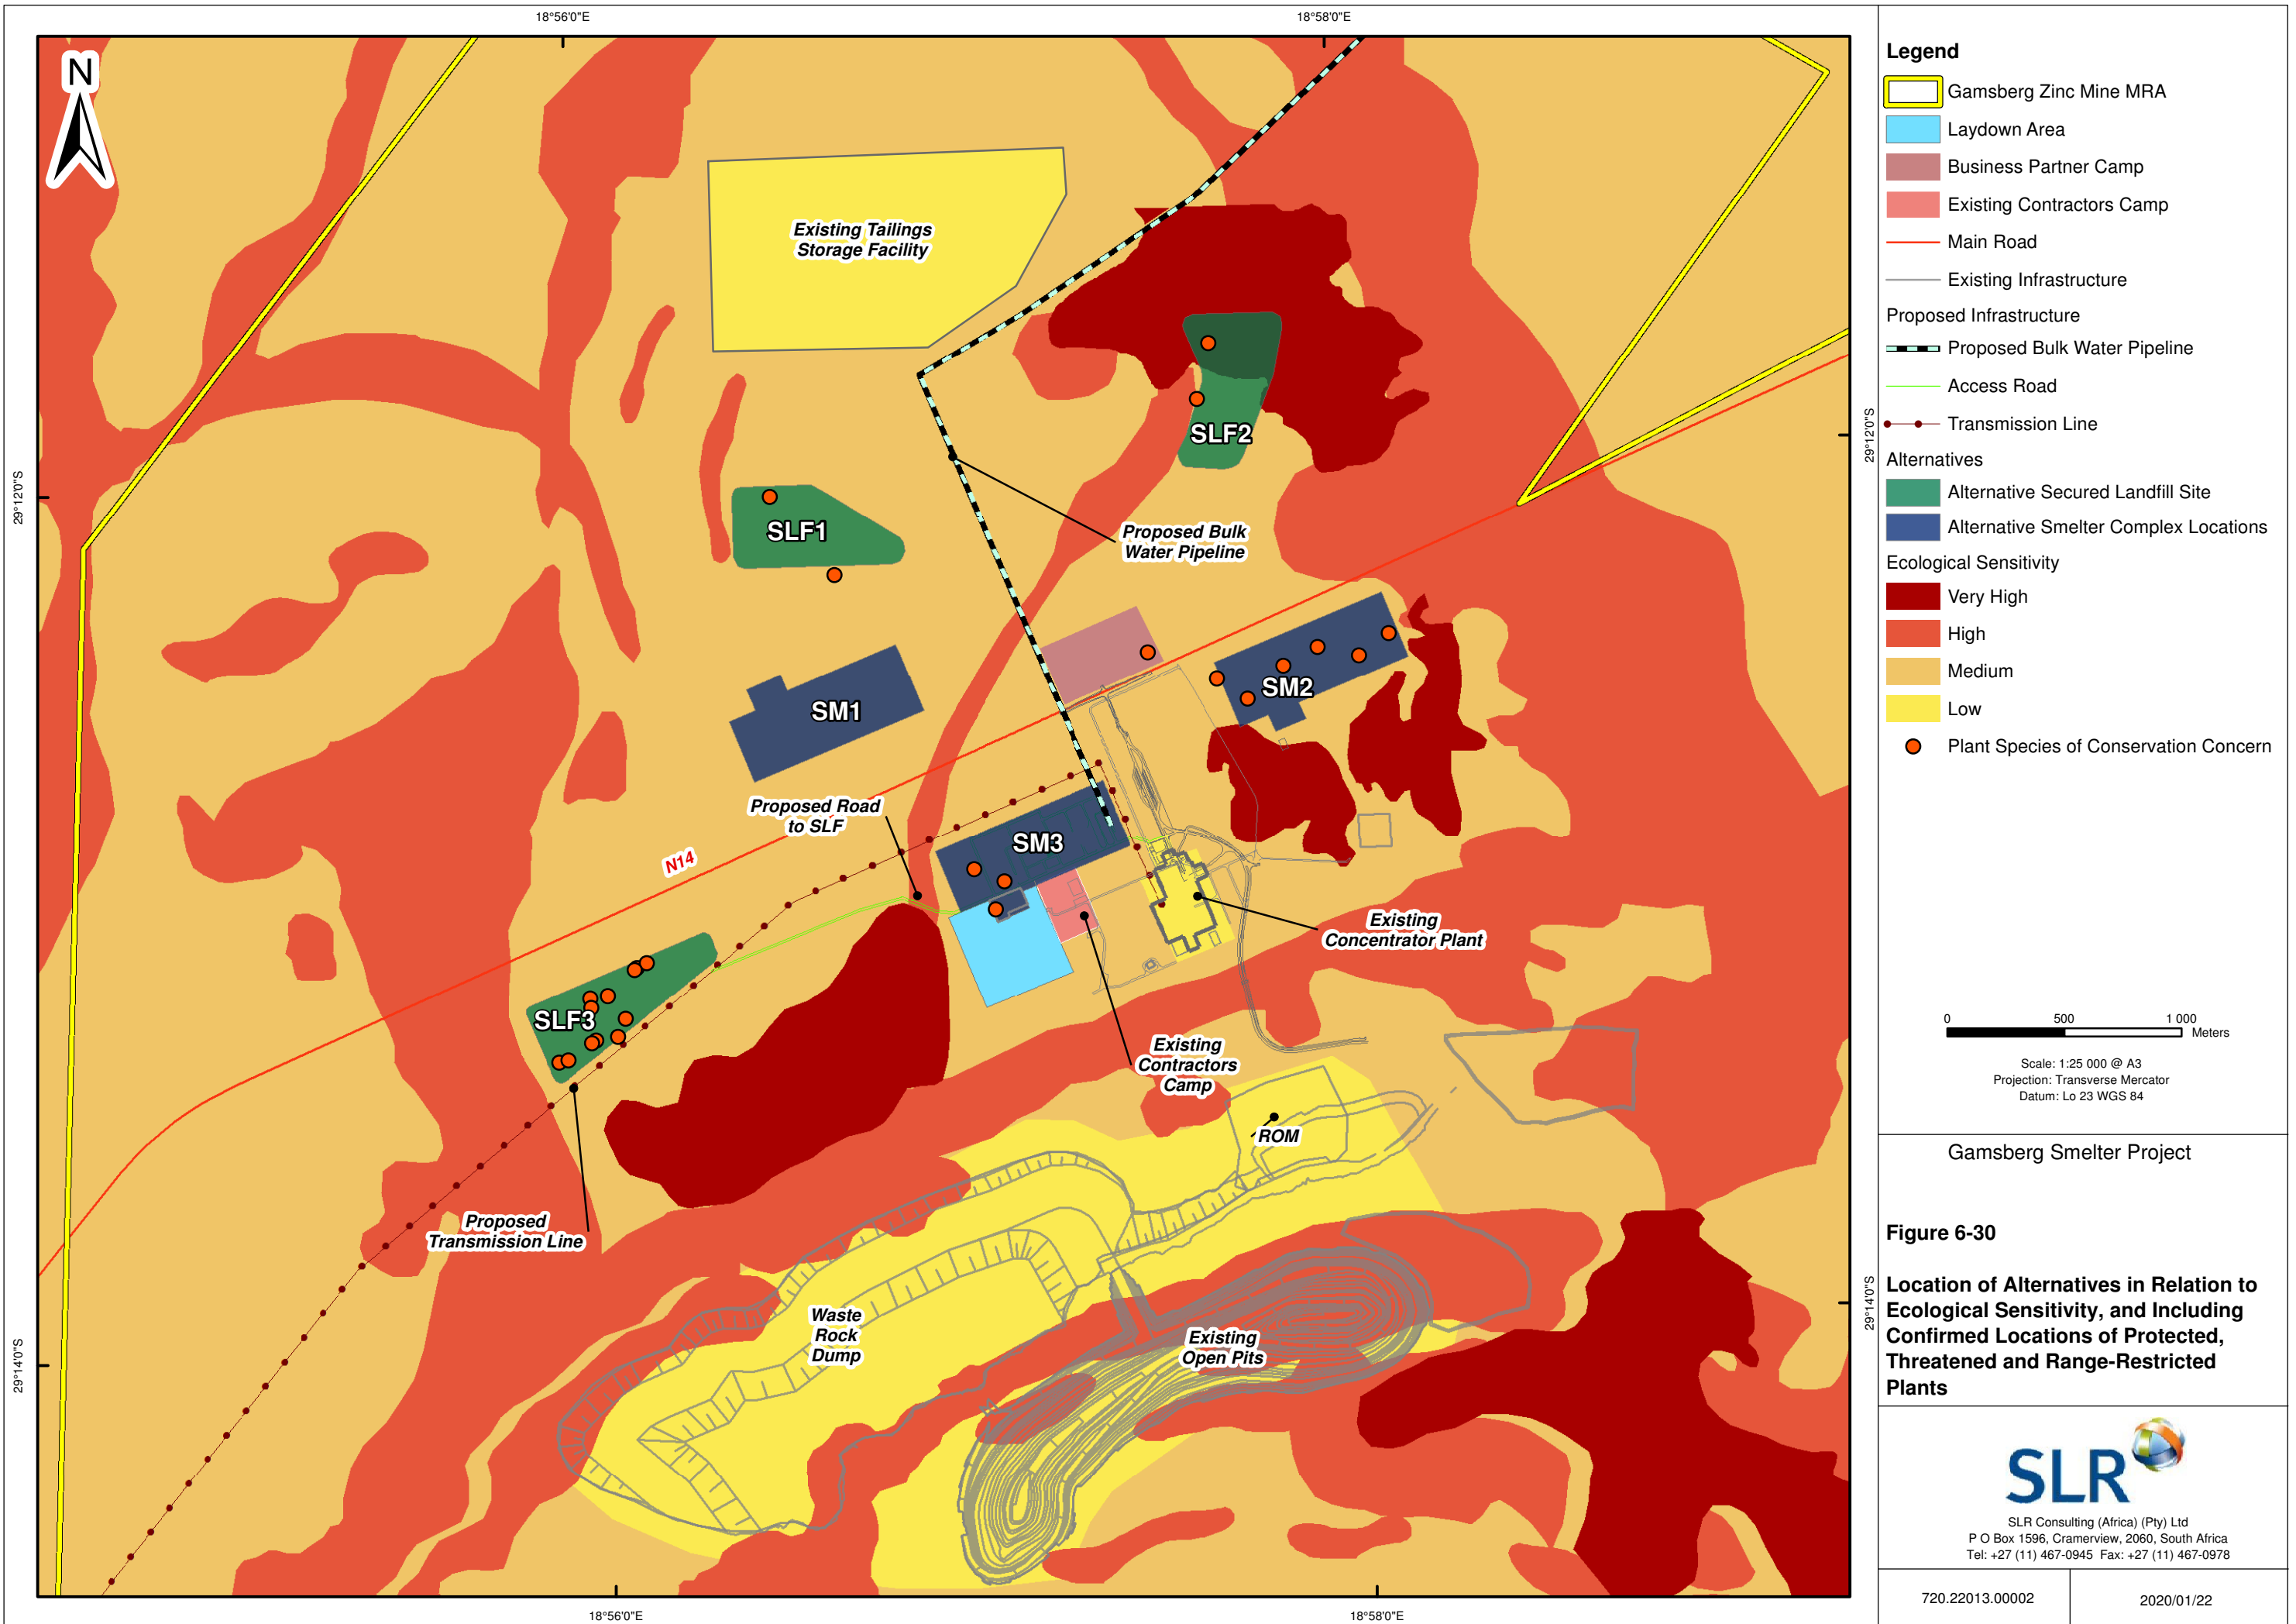 18°56'0"E
18°58'0"E
N
Existing Tailings
Storage Facility
SLF2
29°12'0"S
29°12'0"S
SLF1
Proposed Bulk
Water Pipeline
SM1
SM2
Proposed Road
to SLF
SM3
N14
Existing
Concentrator Plant
SLF3
Existing
Contractors
Camp
ROM
Proposed
Transmission Line
Waste
Rock
Dump
Existing
Open Pits
29°14'0"S
29°14'0"S
18°56'0"E
18°58'0"E
Legend
Gamsberg Zinc Mine MRA
Laydown Area
Business Partner Camp
Existing Contractors Camp
Main Road
Existing Infrastructure
Proposed Infrastructure
Proposed Bulk Water Pipeline
Access Road
Transmission Line
Alternatives
Alternative Secured Landfill Site
Alternative Smelter Complex Locations
Ecological Sensitivity
Very High
High
Medium
Low
Plant Species of Conservation Concern
0 500 1 000
Meters
Scale: 1:25 000 @ A3
Projection: Transverse Mercator
Datum: Lo 23 WGS 84
Gamsberg Smelter Project
Figure 6-30
Location of Alternatives in Relation to
Ecological Sensitivity, and Including
Confirmed Locations of Protected,
Threatened and Range-Restricted
Plants
SLR
SLR Consulting (Africa) (Pty) Ltd
P O Box 1596, Cramerview, 2060, South Africa
Tel: +27 (11) 467-0945 Fax: +27 (11) 467-0978
720.22013.00002
2020/01/22